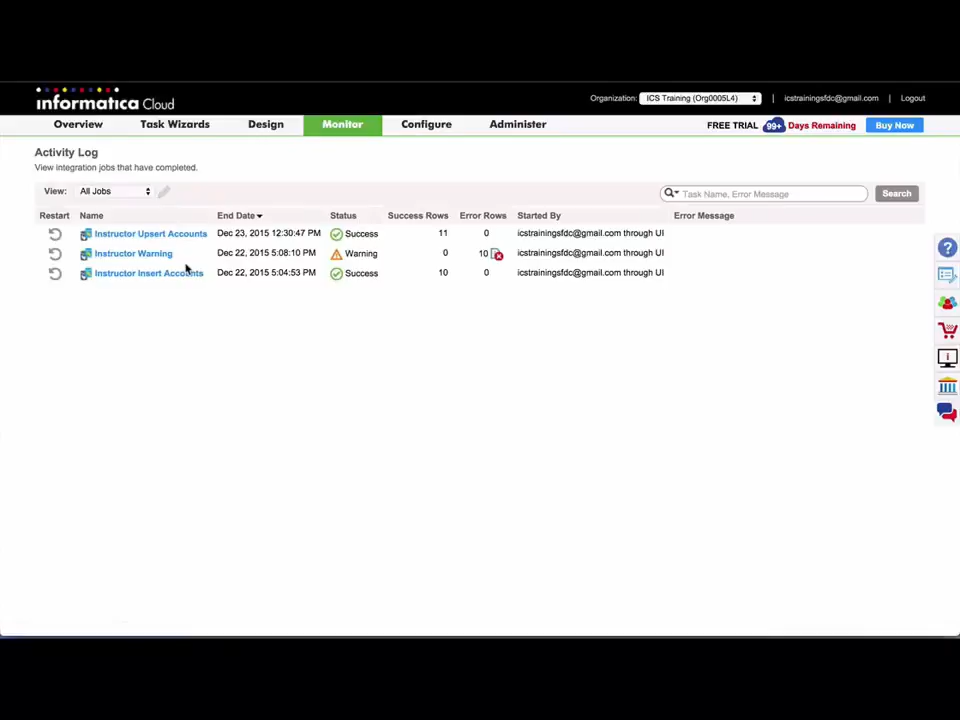 informatica Cloud
Organization: ICS Training (Org0005L4) | icstrainingsfdc@gmail.com | Logout
Overview Task Wizards Design Monitor Configure Administer FREE TRIAL 99+ Days Remaining Buy Now
Activity Log
View integration jobs that have completed.
View: All Jobs Task Name, Error Message Search
Restart Name End Date Status Success Rows Error Rows Started By Error Message
Instructor Upsert Accounts Dec 23, 2015 12:30:47 PM Success 11 0 icstrainingsfdc@gmail.com through UI
Instructor Warning Dec 22, 2015 5:08:10 PM Warning 0 10 icstrainingsfdc@gmail.com through UI
Instructor Insert Accounts Dec 22, 2015 5:04:53 PM Success 10 0 icstrainingsfdc@gmail.com through UI